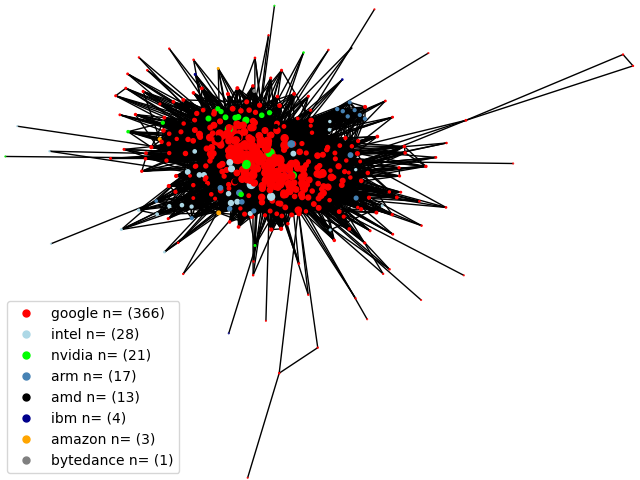 google n= (366)
intel n= (28)
nvidia n= (21)
arm n= (17)
amd n= (13)
ibm n= (4)
amazon n= (3)
bytedance n= (1)